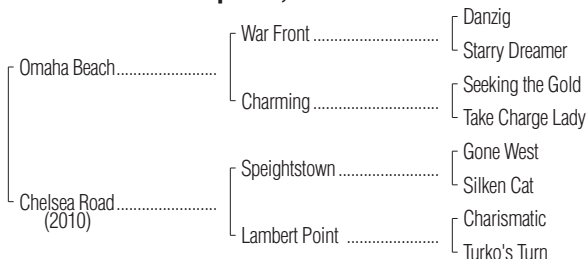 Danzig
War Front
Starry Dreamer
Omaha Beach
Seeking the Gold
Charming
Take Charge Lady
Gone West
Speightstown
Silken Cat
Chelsea Road
(2010)
Charismatic
Lambert Point
Turko's Turn